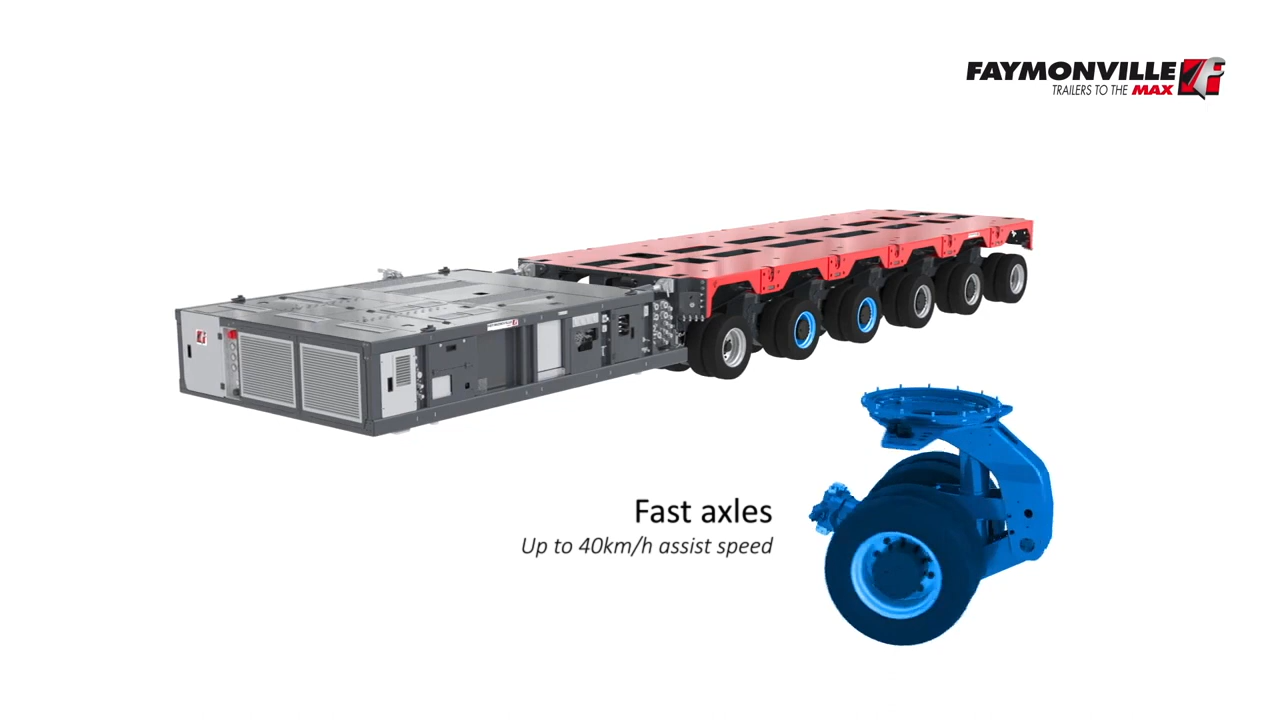 FAYMONVILLE
TRAILERS TO THE MAX
Fast axles
Up to 40km/h assist speed